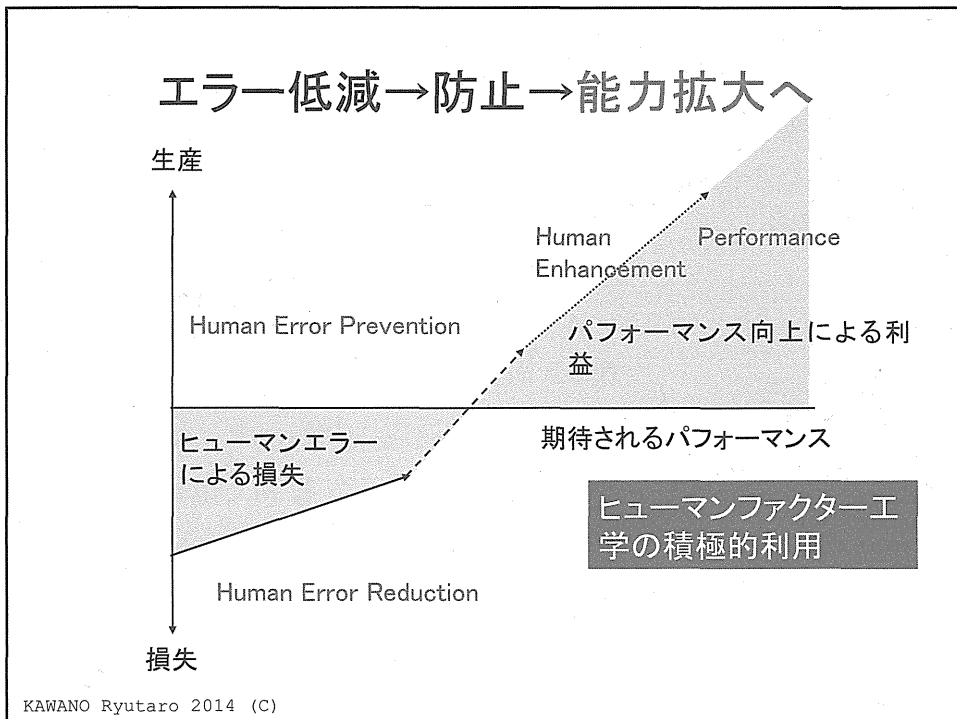 エラー低減→防止→能力拡大へ
生産
Human Performance
Enhancement
Human Error Prevention
パフォーマンス向上による利
益
期待されるパフォーマンス
ヒューマンエラー
による損失
ヒューマンファクター工
学の積極的利用
Human Error Reduction
損失
KAWANO Ryutaro 2014 (C)